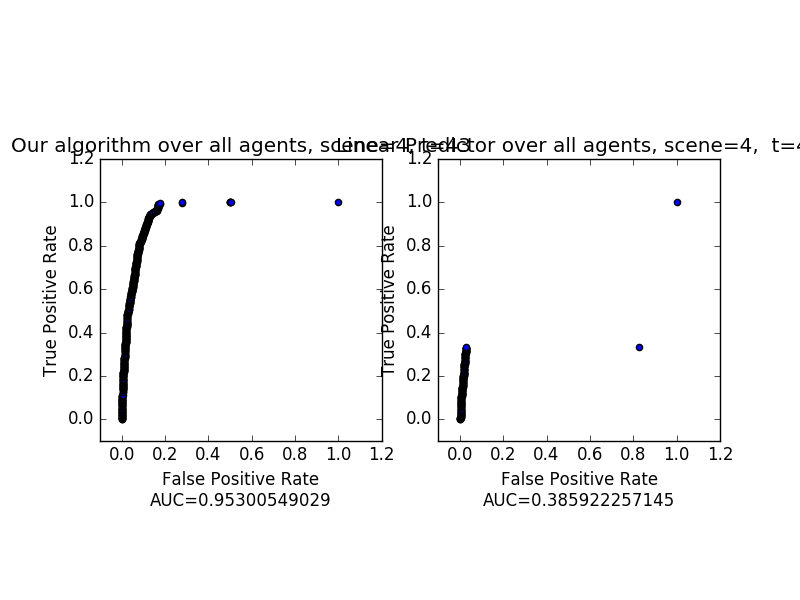 Our algorithm over all agents, scene=4, t=43
1.2
1.0
0.8
0.6
0.4
0.2
0.0
True Positive Rate
0.0 0.2 0.4 0.6 0.8 1.0 1.2
False Positive Rate
AUC=0.95300549029
Linear Predictor over all agents, scene=4, t=4
1.2
1.0
0.8
0.6
0.4
0.2
0.0
True Positive Rate
0.0 0.2 0.4 0.6 0.8 1.0 1.2
False Positive Rate
AUC=0.385922257145